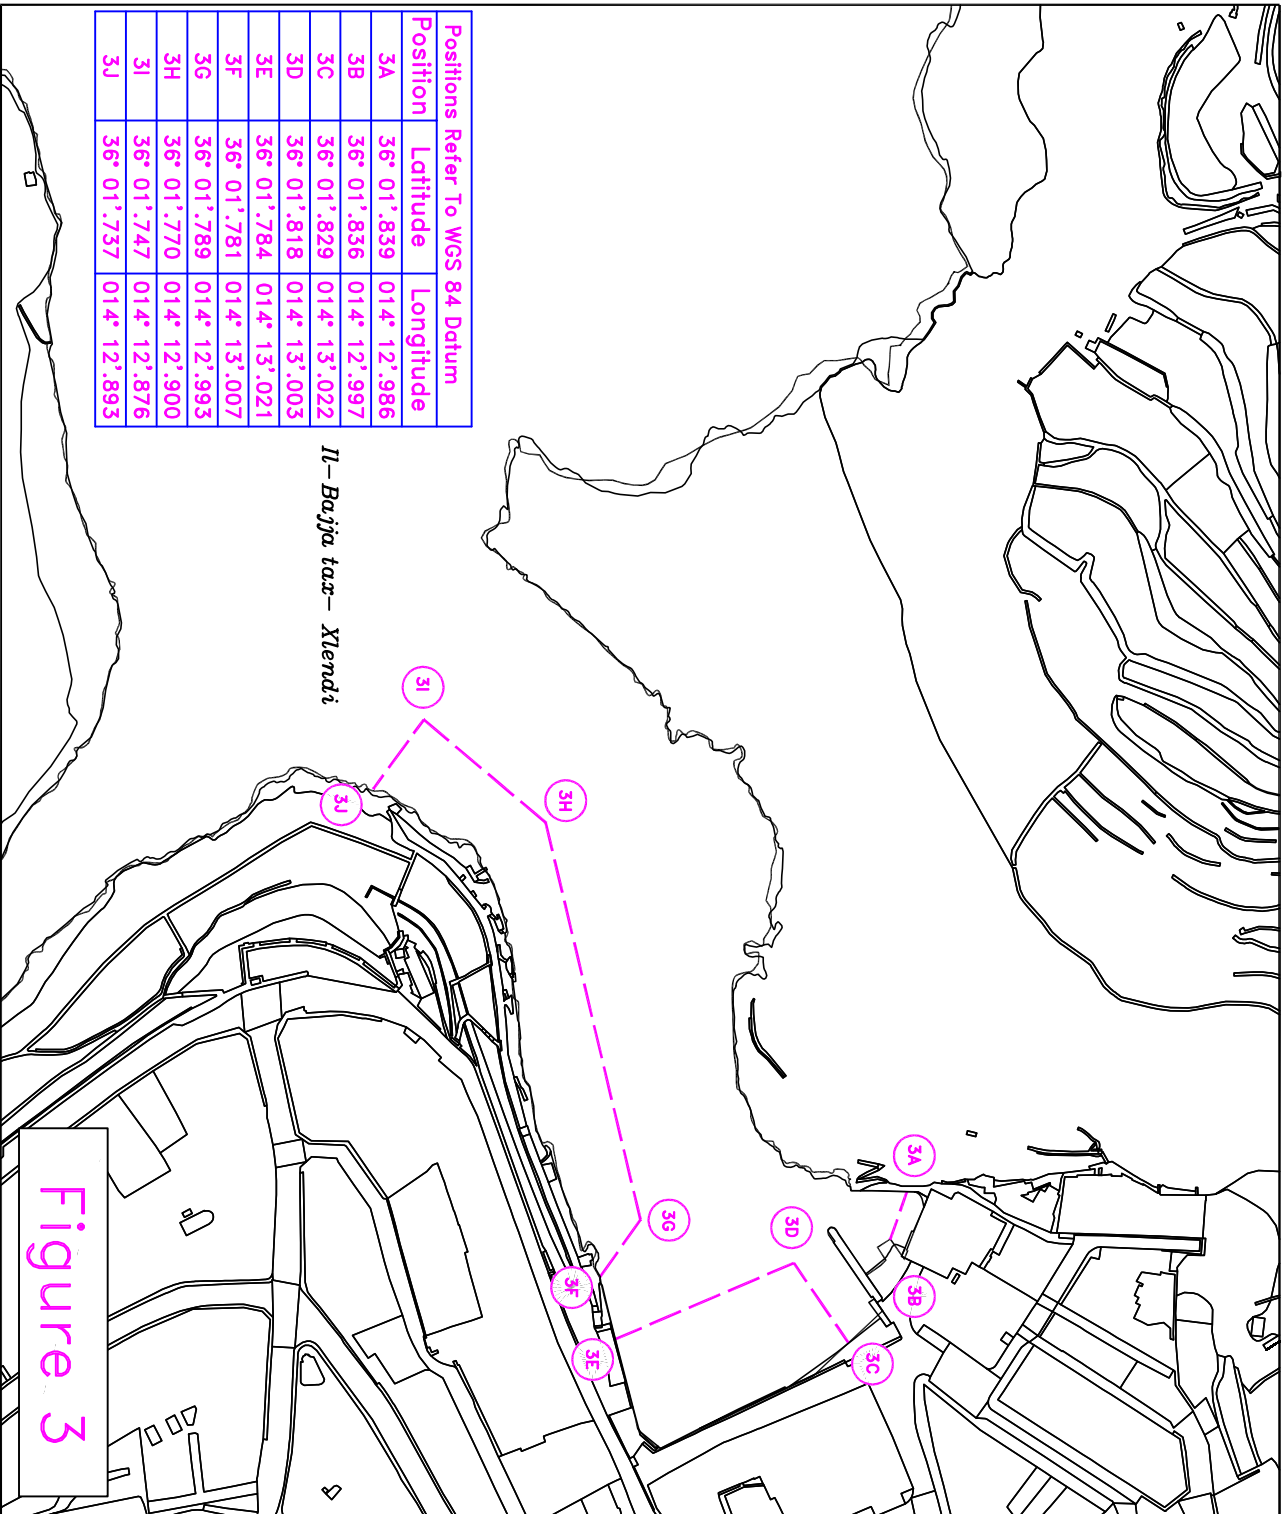 Positions Refer To WGS 84 Datum
Position Latitude Longitude
3A 36° 01'.839 014° 12'.986
3B 36° 01'.836 014° 12'.997
3C 36° 01'.829 014° 13'.022
3D 36° 01'.818 014° 13'.003
3E 36° 01'.784 014° 13'.021
3F 36° 01'.781 014° 13'.007
3G 36° 01'.789 014° 12'.993
3H 36° 01'.770 014° 12'.900
3I 36° 01'.747 014° 12'.876
3J 36° 01'.737 014° 12'.893
Il-Bajja tax- Xlendi
3A
3B
3C
3D
3E
3F
3G
3H
3I
3J
Figure 3